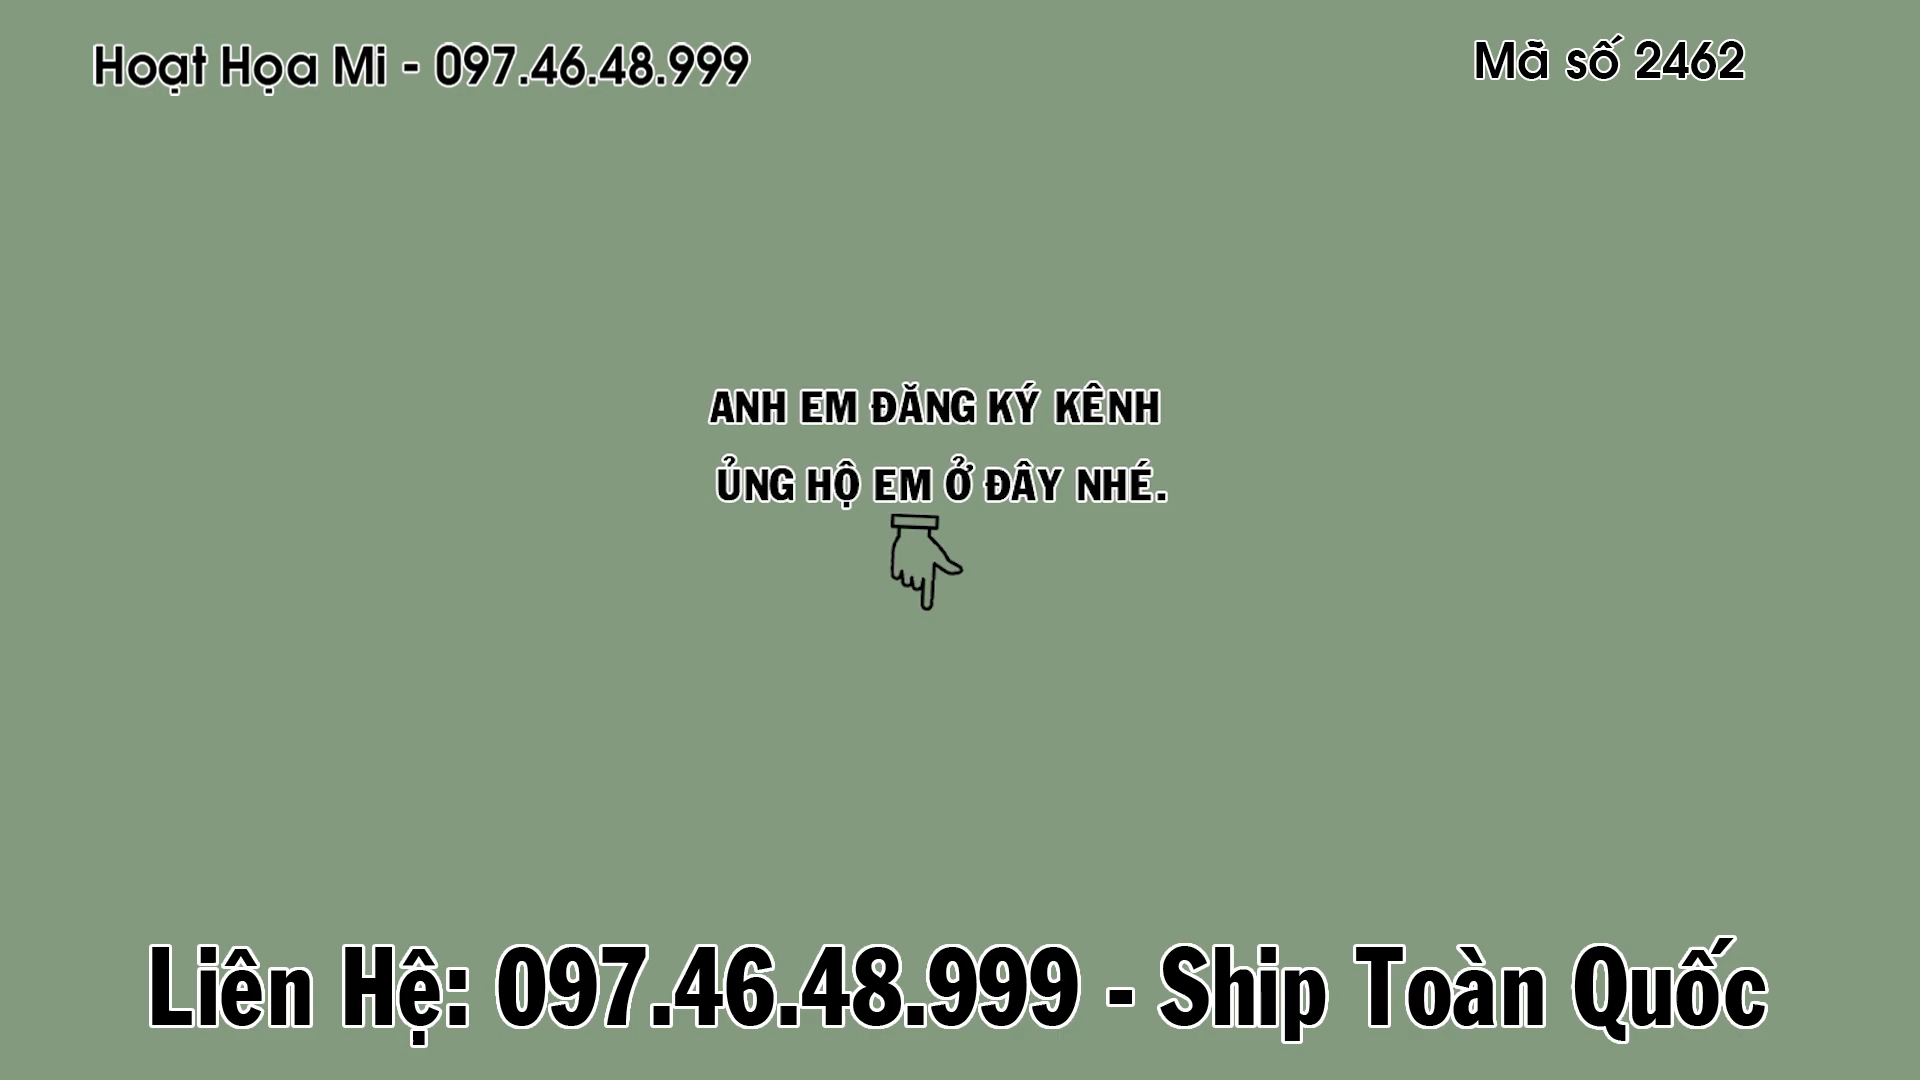 Hoạt Họa Mi - 097.46.48.999
Mã số 2462
ANH EM ĐĂNG KÝ KÊNH
ỦNG HỘ EM Ở ĐÂY NHÉ.
Liên Hệ: 097.46.48.999 - Ship Toàn Quốc